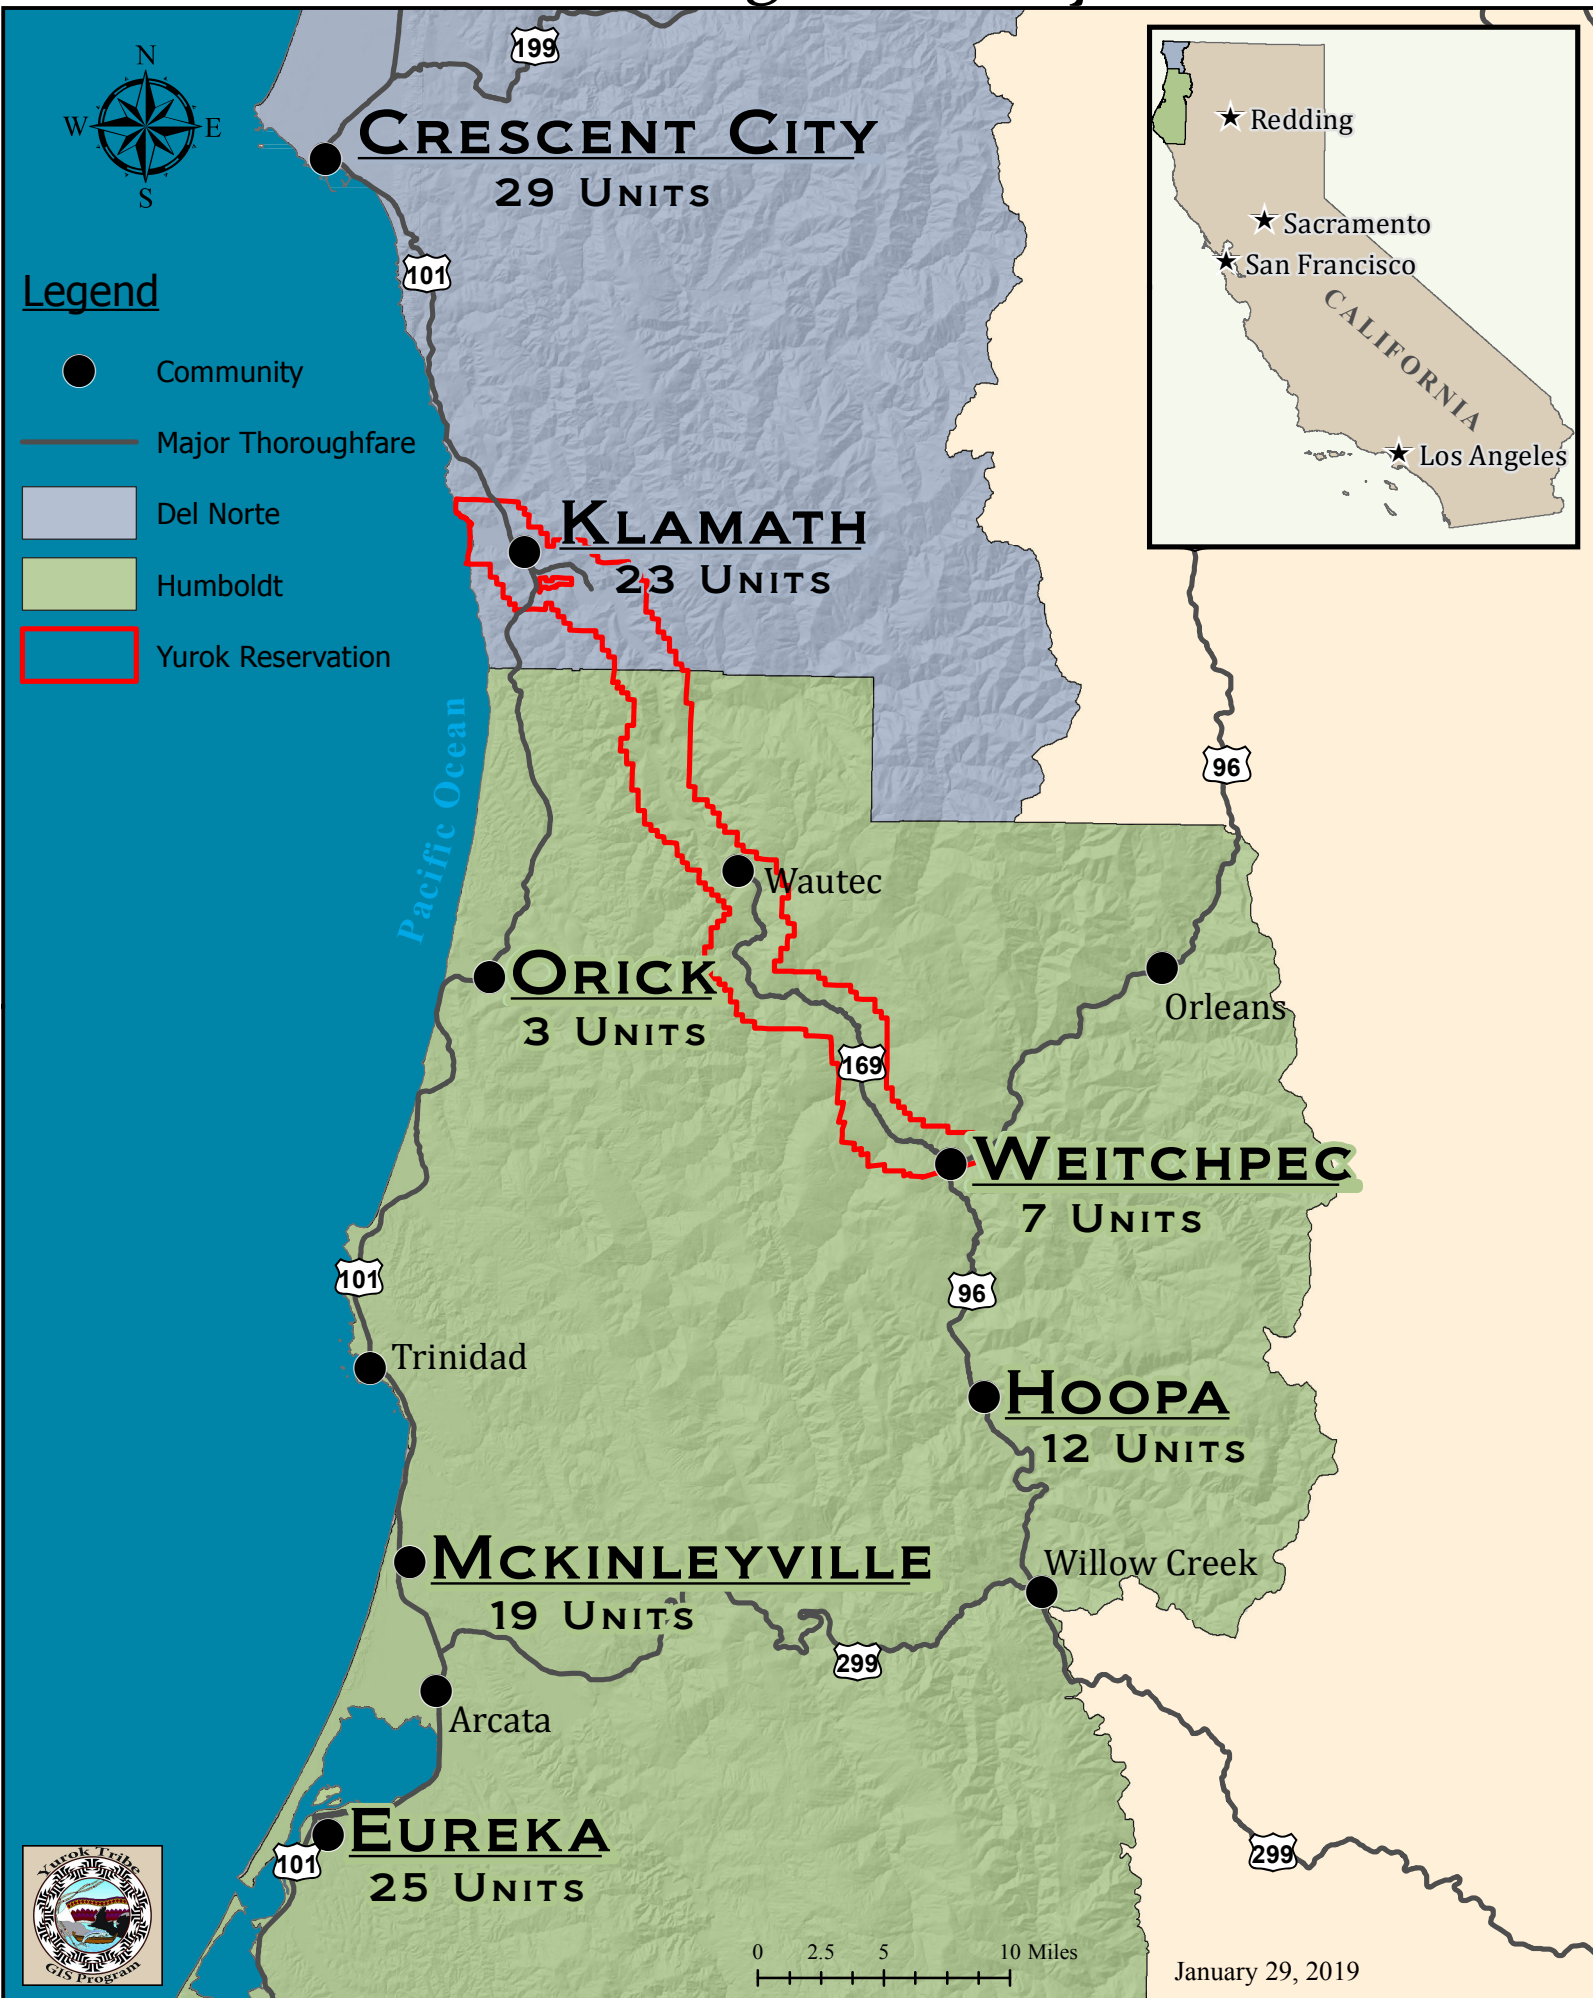 N
W E
S
199
CRESCENT CITY
29 UNITS
101
Legend
Community
Major Thoroughfare
Del Norte
Humboldt
Yurok Reservation
Redding
Sacramento
San Francisco
CALIFORNIA
Los Angeles
KLAMATH
23 UNITS
Pacific Ocean
96
Wautec
ORICK
3 UNITS
Orleans
169
WEITCHPEC
7 UNITS
101
96
Trinidad
HOOPA
12 UNITS
MCKINLEYVILLE
19 UNITS
Willow Creek
299
Arcata
EUREKA
25 UNITS
101
299
Yurok Tribe
GIS Program
0 2.5 5 10 Miles
January 29, 2019